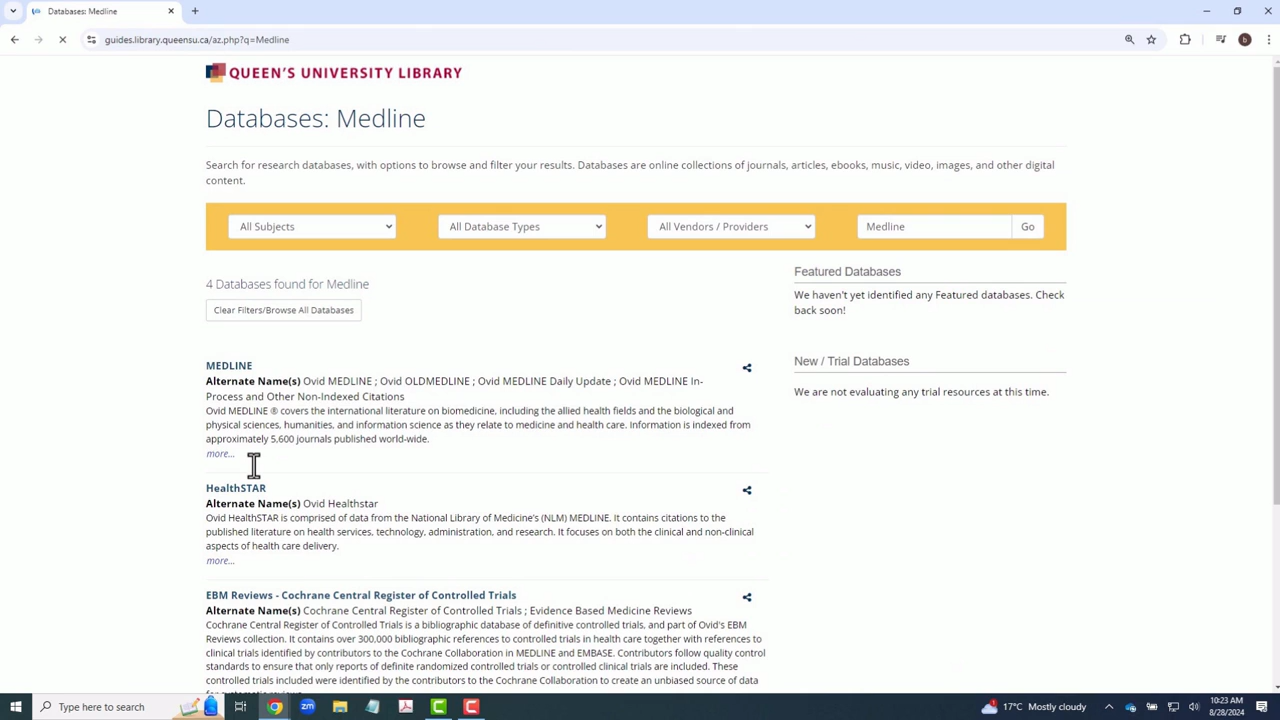 Databases: Medline
guides.library.queensu.ca/az.php?q=Medline
b
QUEEN'S UNIVERSITY LIBRARY
Databases: Medline
Search for research databases, with options to browse and filter your results. Databases are online collections of journals, articles, ebooks, music, video, images, and other digital
content.
All Subjects
All Database Types
All Vendors / Providers
Medline
Go
4 Databases found for Medline
Clear Filters/Browse All Databases
MEDLINE
Alternate Name(s) Ovid MEDLINE ; Ovid OLDMEDLINE ; Ovid MEDLINE Daily Update ; Ovid MEDLINE In-
Process and Other Non-Indexed Citations
Ovid MEDLINE ® covers the international literature on biomedicine, including the allied health fields and the biological and
physical sciences, humanities, and information science as they relate to medicine and health care. Information is indexed from
approximately 5,600 journals published world-wide.
more...
HealthSTAR
Alternate Name(s) Ovid Healthstar
Ovid HealthSTAR is comprised of data from the National Library of Medicine's (NLM) MEDLINE. It contains citations to the
published literature on health services, technology, administration, and research. It focuses on both the clinical and non-clinical
aspects of health care delivery.
more...
EBM Reviews - Cochrane Central Register of Controlled Trials
Alternate Name(s) Cochrane Central Register of Controlled Trials ; Evidence Based Medicine Reviews
Cochrane Central Register of Controlled Trials is a bibliographic database of definitive controlled trials, and part of Ovid's EBM
Reviews collection. It contains over 300,000 bibliographic references to controlled trials in health care together with references to
clinical trials identified by contributors to the Cochrane Collaboration in MEDLINE and EMBASE. Contributors follow quality control
standards to ensure that only reports of definite randomized controlled trials or controlled clinical trials are included. These
controlled trials included were identified by the contributors to the Cochrane Collaboration to create an unbiased source of data
Featured Databases
We haven't yet identified any Featured databases. Check
back soon!
New / Trial Databases
We are not evaluating any trial resources at this time.
Type here to search
17°C Mostly cloudy
10:23 AM
8/28/2024